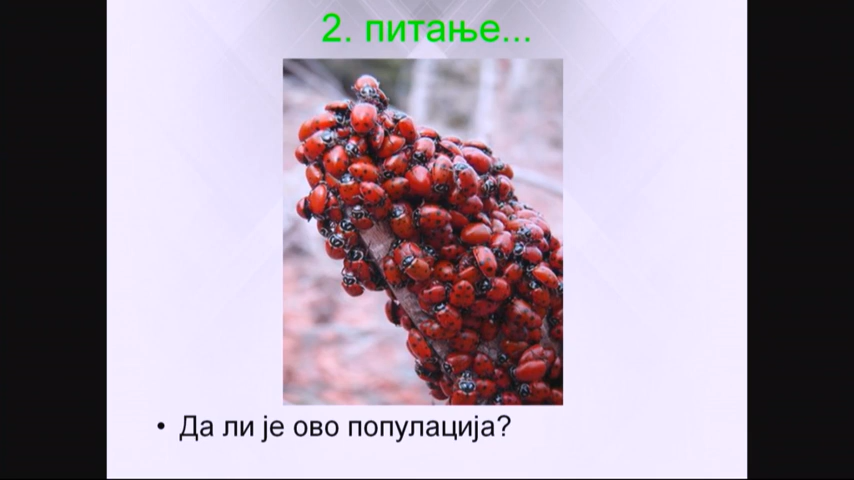 2. питање...
• Да ли је ово популација?